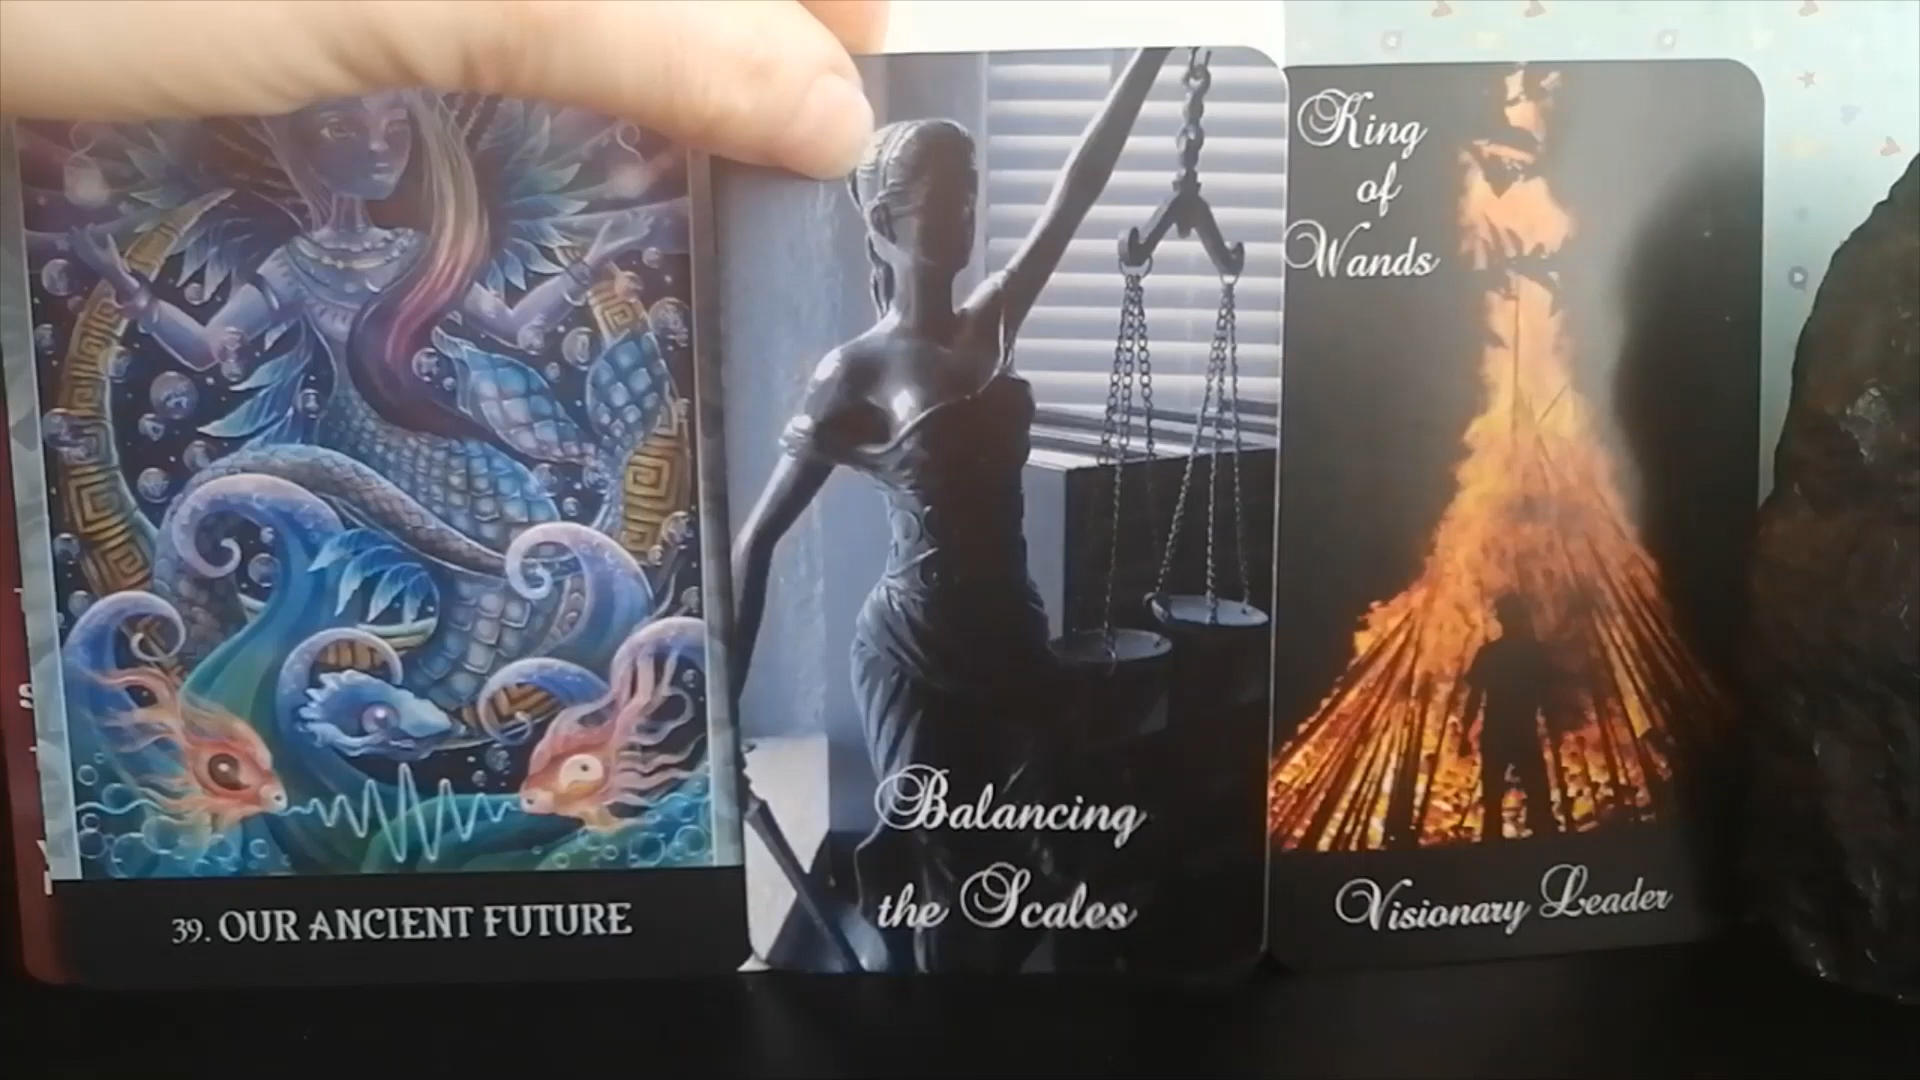 39. OUR ANCIENT FUTURE
Balancing
the Scales
King
of
Wands
Visionary Leader